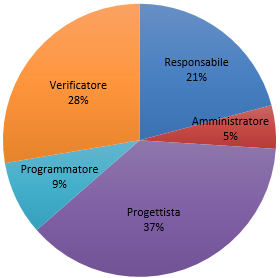 Responsabile
21%
Amministratore
5%
Progettista
37%
Programmatore
9%
Verificatore
28%